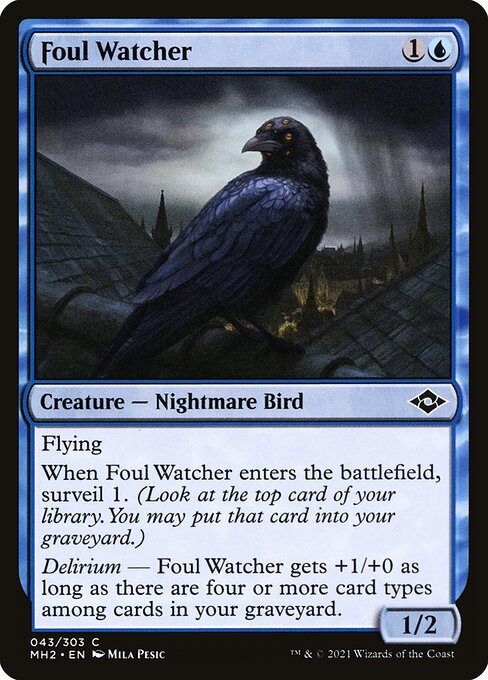 Foul Watcher 1
Creature — Nightmare Bird
Flying
When Foul Watcher enters the battlefield,
surveil 1. (Look at the top card of your
library. You may put that card into your
graveyard.)
Delirium — Foul Watcher gets +1/+0 as
long as there are four or more card types
among cards in your graveyard.
1/2
043/303 C
MH2 • EN Mila Pesic
™ & © 2021 Wizards of the Coast